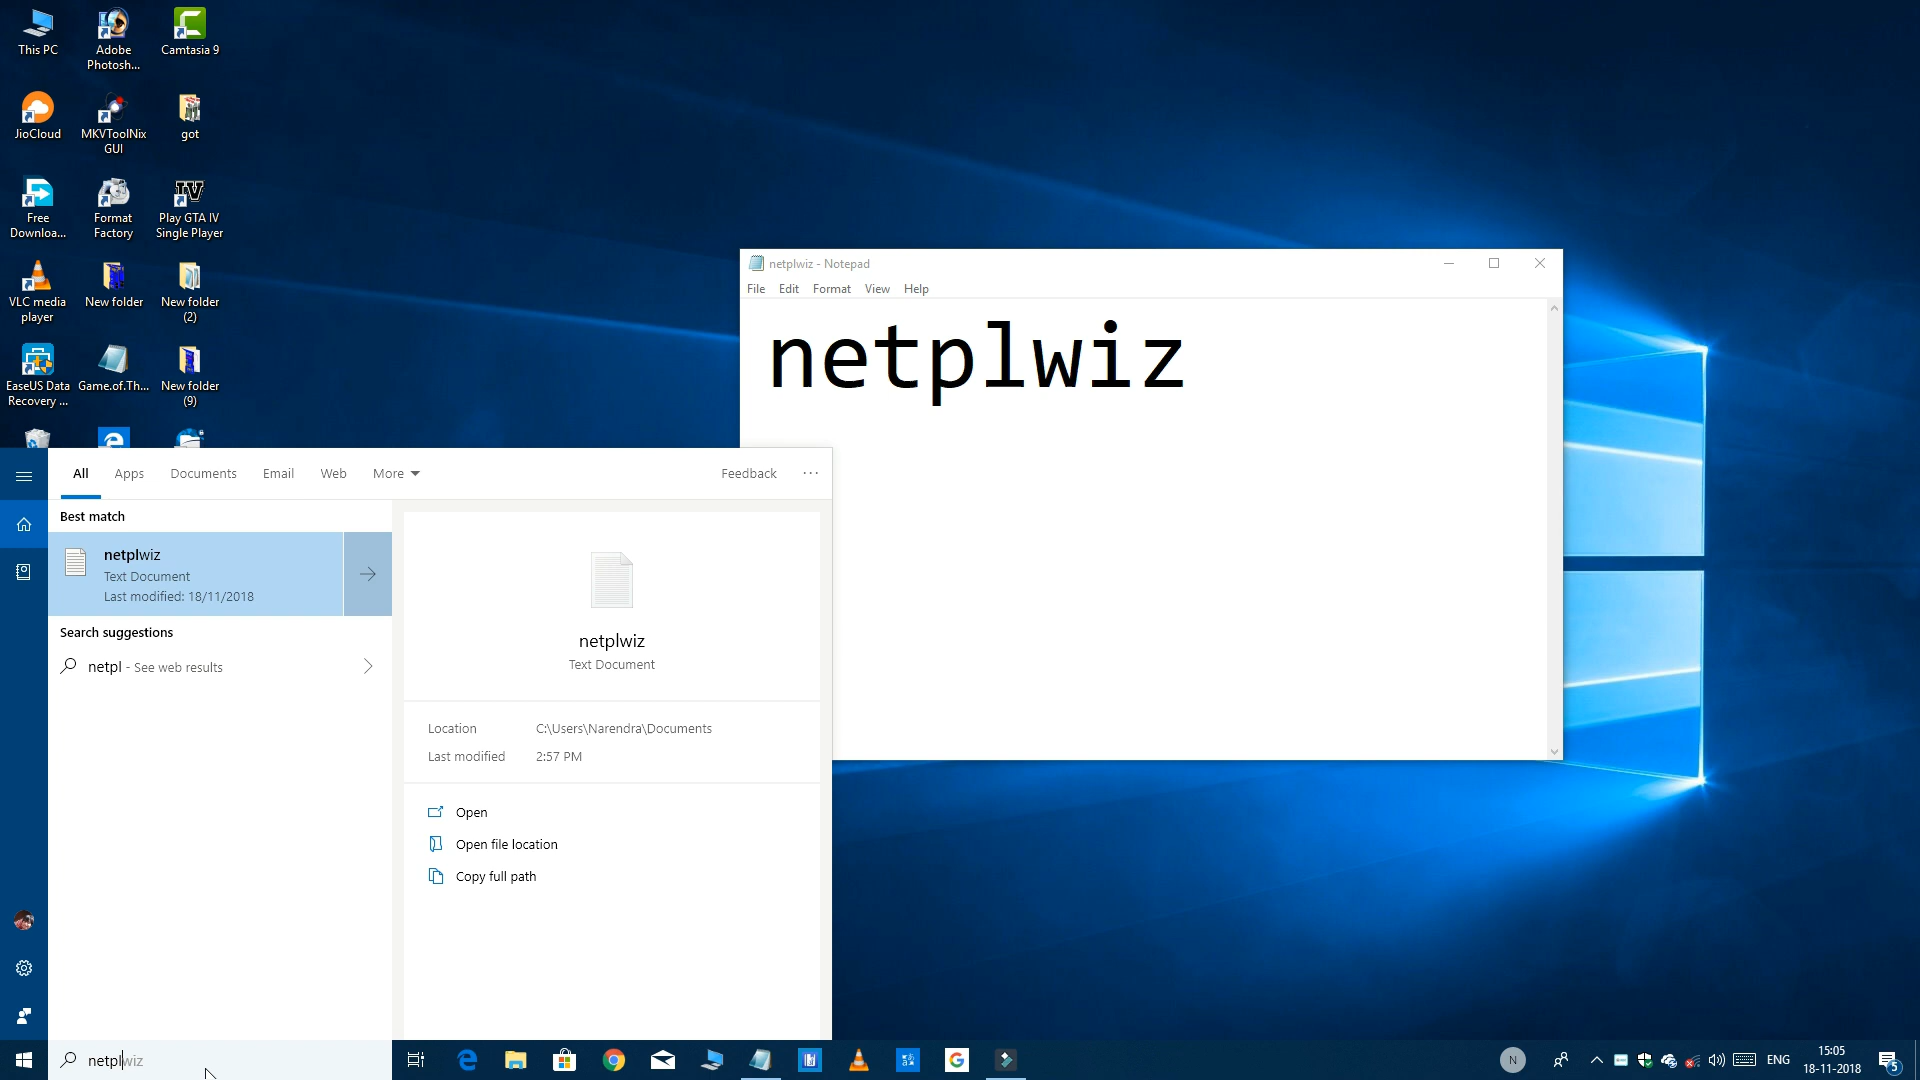 This PC
Adobe
Photosh...
Camtasia 9
JioCloud
MKVToolNix
GUI
got
Free
Downloa...
Format
Factory
Play GTA IV
Single Player
VLC media
player
New folder
New folder
(2)
EaseUS Data
Recovery ...
Game.of.Th...
New folder
(9)
netplwiz - Notepad
File Edit Format View Help
netplwiz
All Apps Documents Email Web More Feedback ...
Best match
netplwiz
Text Document
Last modified: 18/11/2018
Search suggestions
netpl - See web results
netplwiz
Text Document
Location C:\Users\Narendra\Documents
Last modified 2:57 PM
Open
Open file location
Copy full path
netplwiz
N
ENG
15:05
18-11-2018
5